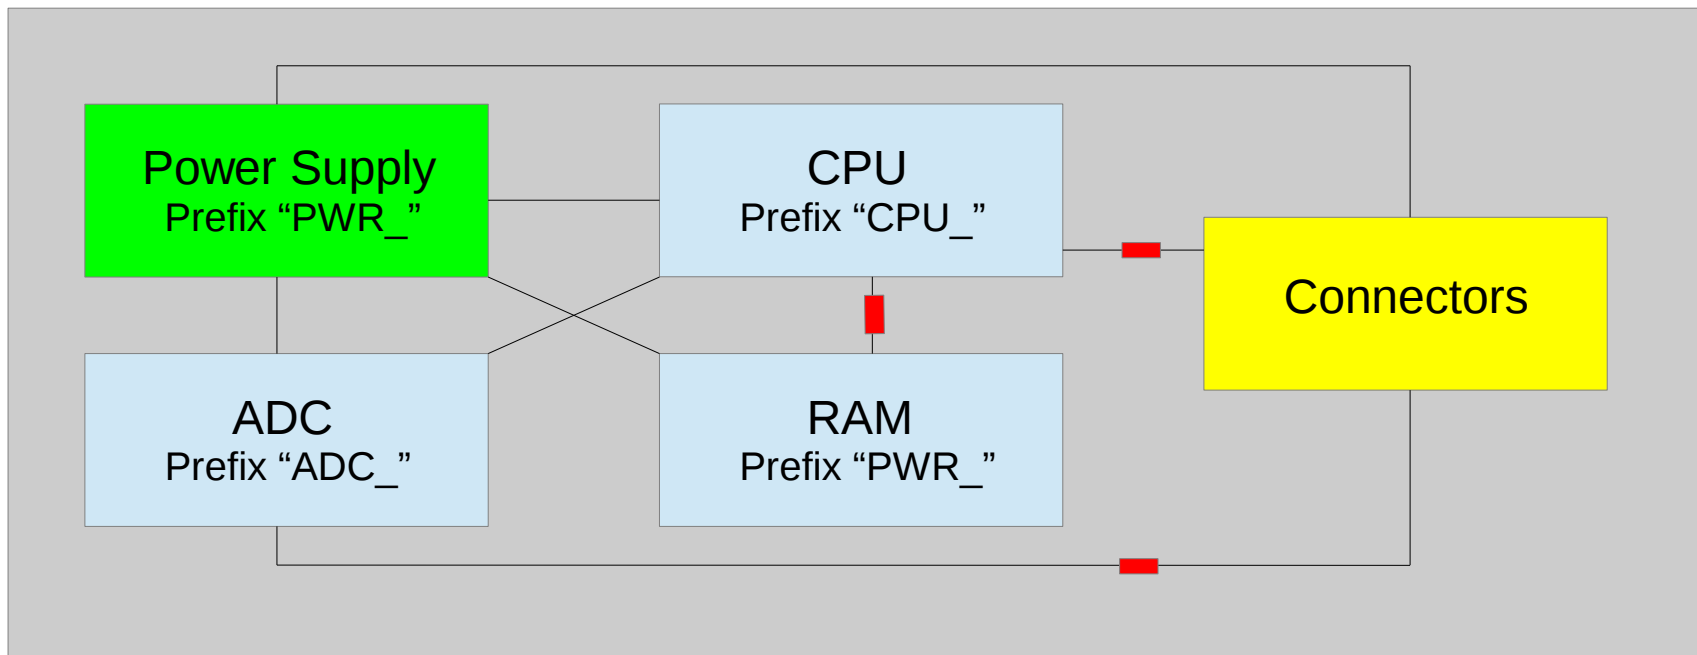 Power Supply
Prefix “PWR_”
CPU
Prefix “CPU_”
Connectors
ADC
Prefix “ADC_”
RAM
Prefix “PWR_”